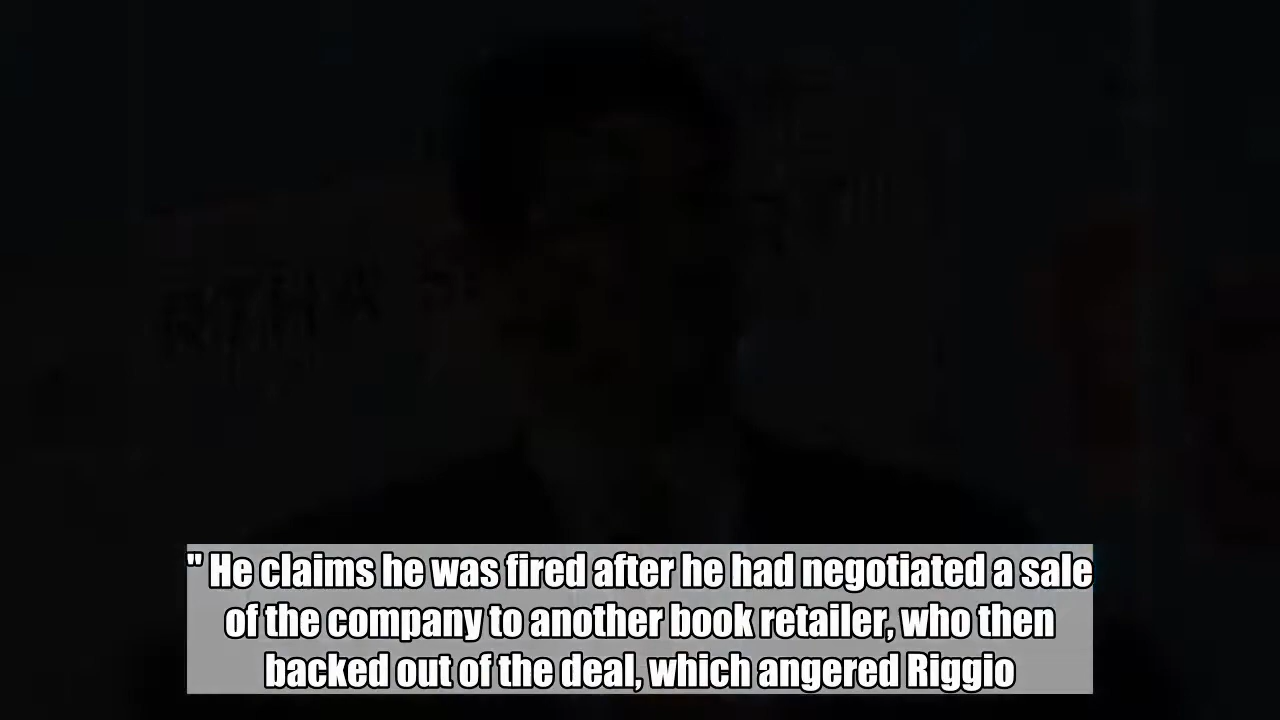 " He claims he was fired after he had negotiated a sale
of the company to another book retailer, who then
backed out of the deal, which angered Riggio